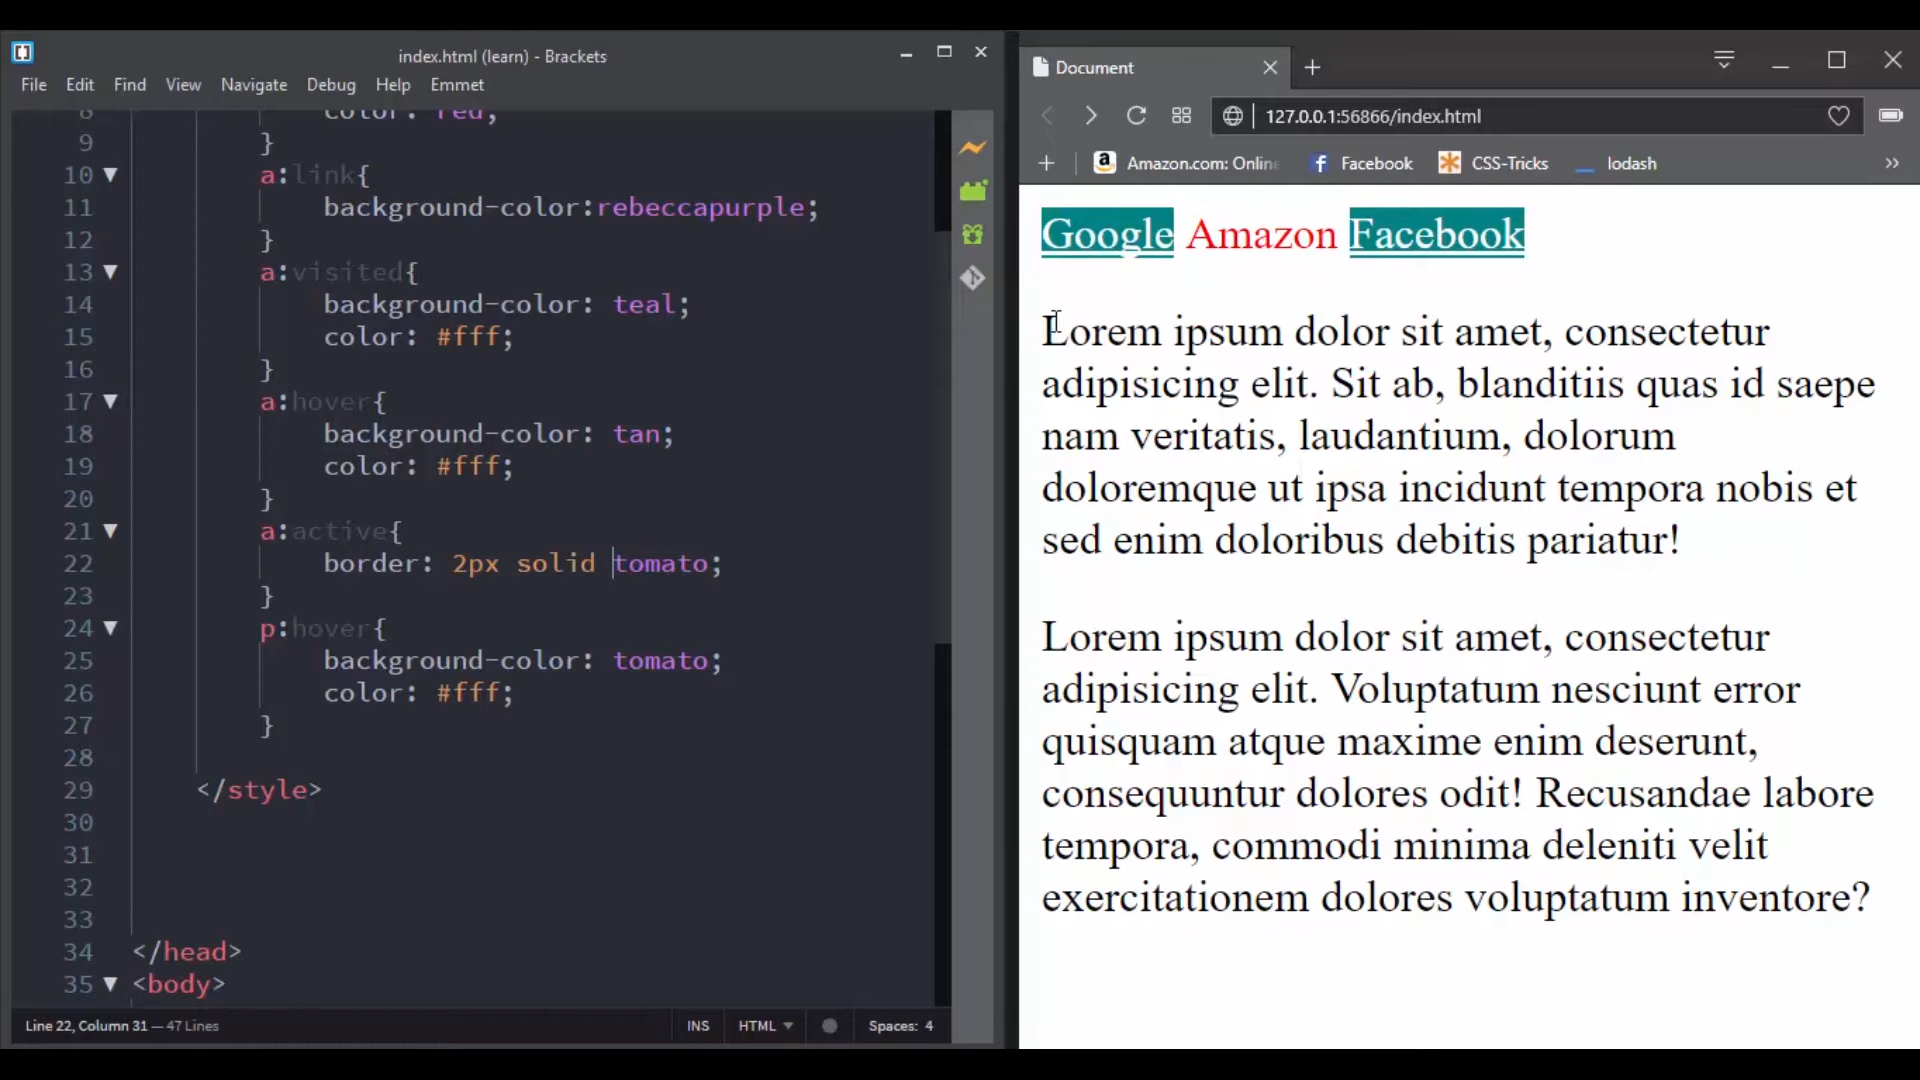 index.html (learn) - Brackets
File Edit Find View Navigate Debug Help Emmet
8 color: red;
9 }
10 a:link{
11 background-color:rebeccapurple;
12 }
13 a:visited{
14 background-color: teal;
15 color: #fff;
16 }
17 a:hover{
18 background-color: tan;
19 color: #fff;
20 }
21 a:active{
22 border: 2px solid tomato;
23 }
24 p:hover{
25 background-color: tomato;
26 color: #fff;
27 }
28
29 </style>
30
31
32
33
34 </head>
35 <body>
Line 22, Column 31 — 47 Lines
INS HTML Spaces: 4
Document
127.0.0.1:56866/index.html
Amazon.com: Onlin Facebook CSS-Tricks lodash
Google Amazon Facebook
Lorem ipsum dolor sit amet, consectetur
adipisicing elit. Sit ab, blanditiis quas id saepe
nam veritatis, laudantium, dolorum
doloremque ut ipsa incidunt tempora nobis et
sed enim doloribus debitis pariatur!
Lorem ipsum dolor sit amet, consectetur
adipisicing elit. Voluptatum nesciunt error
quisquam atque maxime enim deserunt,
consequuntur dolores odit! Recusandae labore
tempora, commodi minima deleniti velit
exercitationem dolores voluptatum inventore?